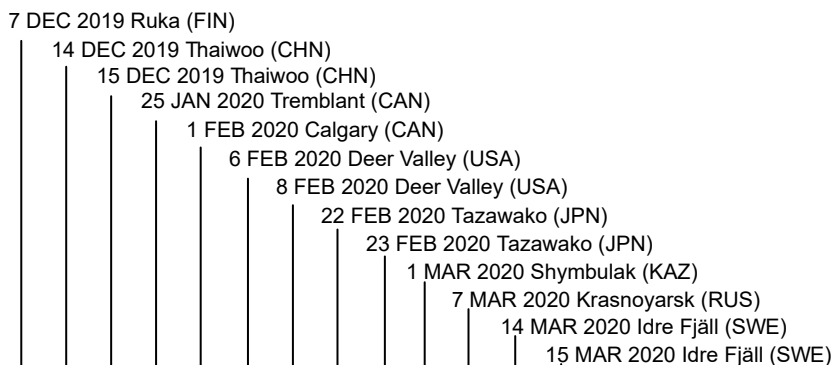 7 DEC 2019 Ruka (FIN)
14 DEC 2019 Thaiwoo (CHN)
15 DEC 2019 Thaiwoo (CHN)
25 JAN 2020 Tremblant (CAN)
1 FEB 2020 Calgary (CAN)
6 FEB 2020 Deer Valley (USA)
8 FEB 2020 Deer Valley (USA)
22 FEB 2020 Tazawako (JPN)
23 FEB 2020 Tazawako (JPN)
1 MAR 2020 Shymbulak (KAZ)
7 MAR 2020 Krasnoyarsk (RUS)
14 MAR 2020 Idre Fjäll (SWE)
15 MAR 2020 Idre Fjäll (SWE)